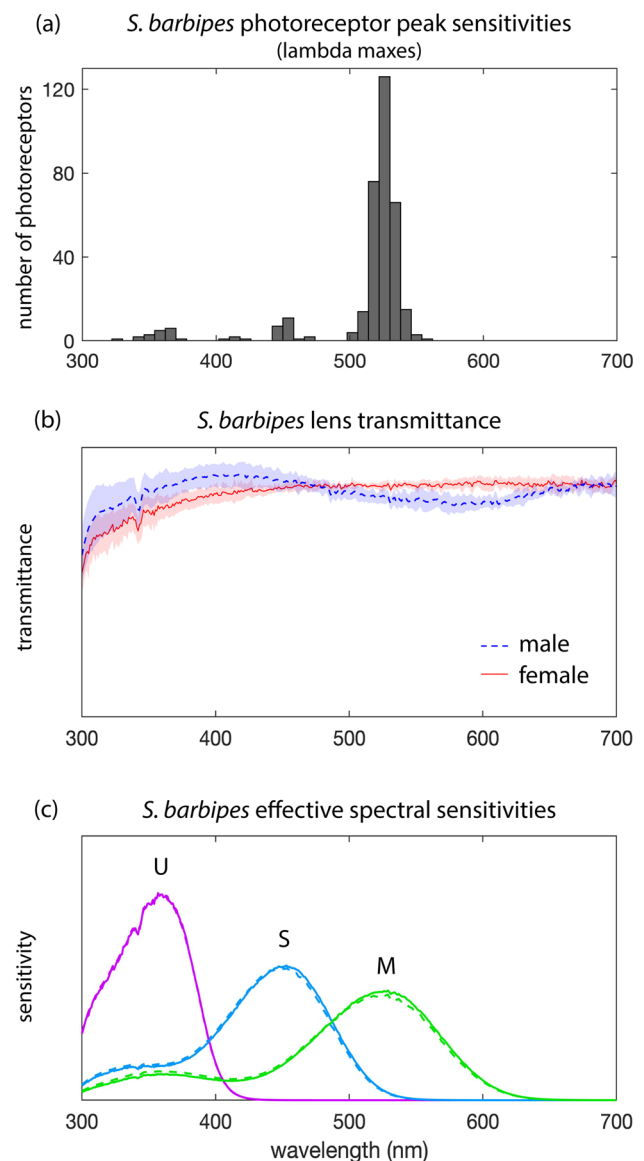 (a) S. barbipes photoreceptor peak sensitivities
(lambda maxes)
number of photoreceptors
120
80
40
0
300 400 500 600 700
(b) S. barbipes lens transmittance
transmittance
male
female
300 400 500 600 700
(c) S. barbipes effective spectral sensitivities
sensitivity
U
S
M
300 400 500 600 700
wavelength (nm)